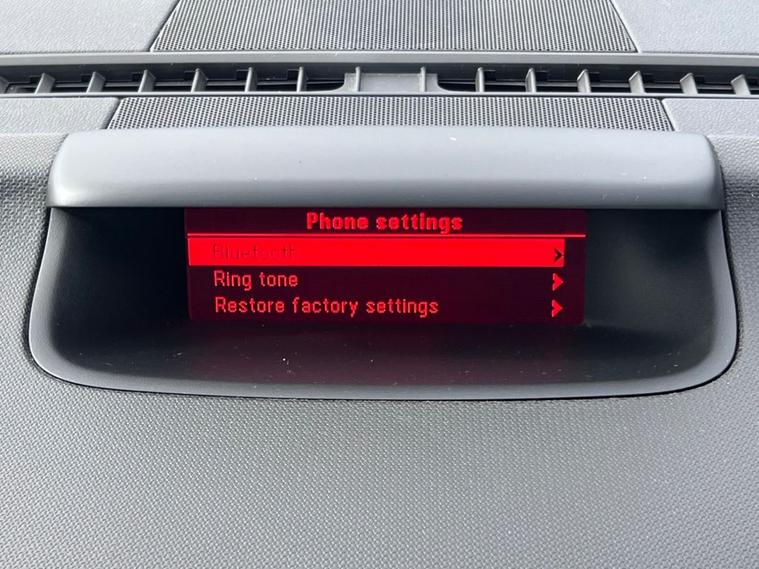 Phone settings
Bluetooth
Ring tone
Restore factory settings